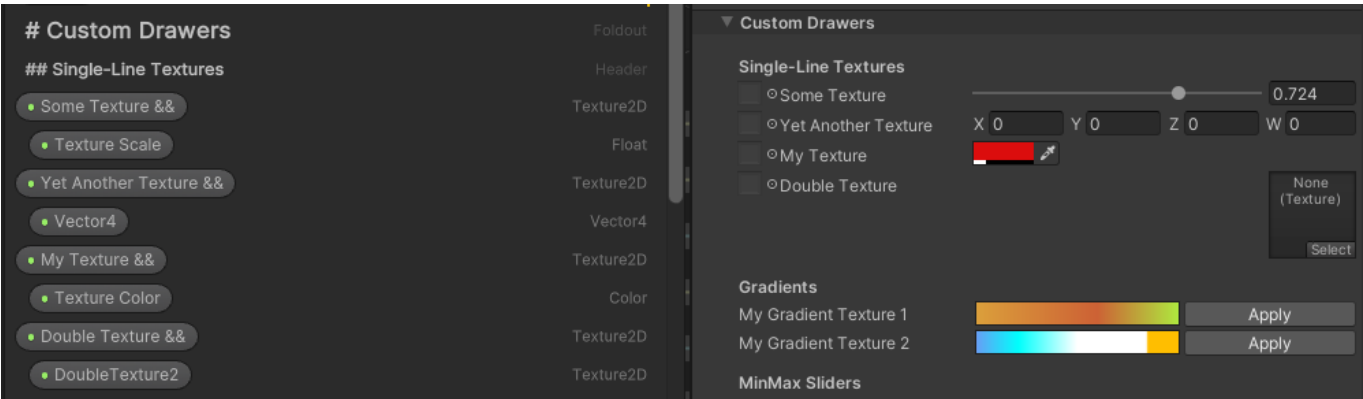 # Custom Drawers Foldout
## Single-Line Textures Header
Some Texture && Texture2D
Texture Scale Float
Yet Another Texture && Texture2D
Vector4 Vector4
My Texture && Texture2D
Texture Color Color
Double Texture && Texture2D
DoubleTexture2 Texture2D
Custom Drawers
Single-Line Textures
Some Texture 0.724
Yet Another Texture X 0 Y 0 Z 0 W 0
My Texture
Double Texture None
(Texture)
Select
Gradients
My Gradient Texture 1 Apply
My Gradient Texture 2 Apply
MinMax Sliders